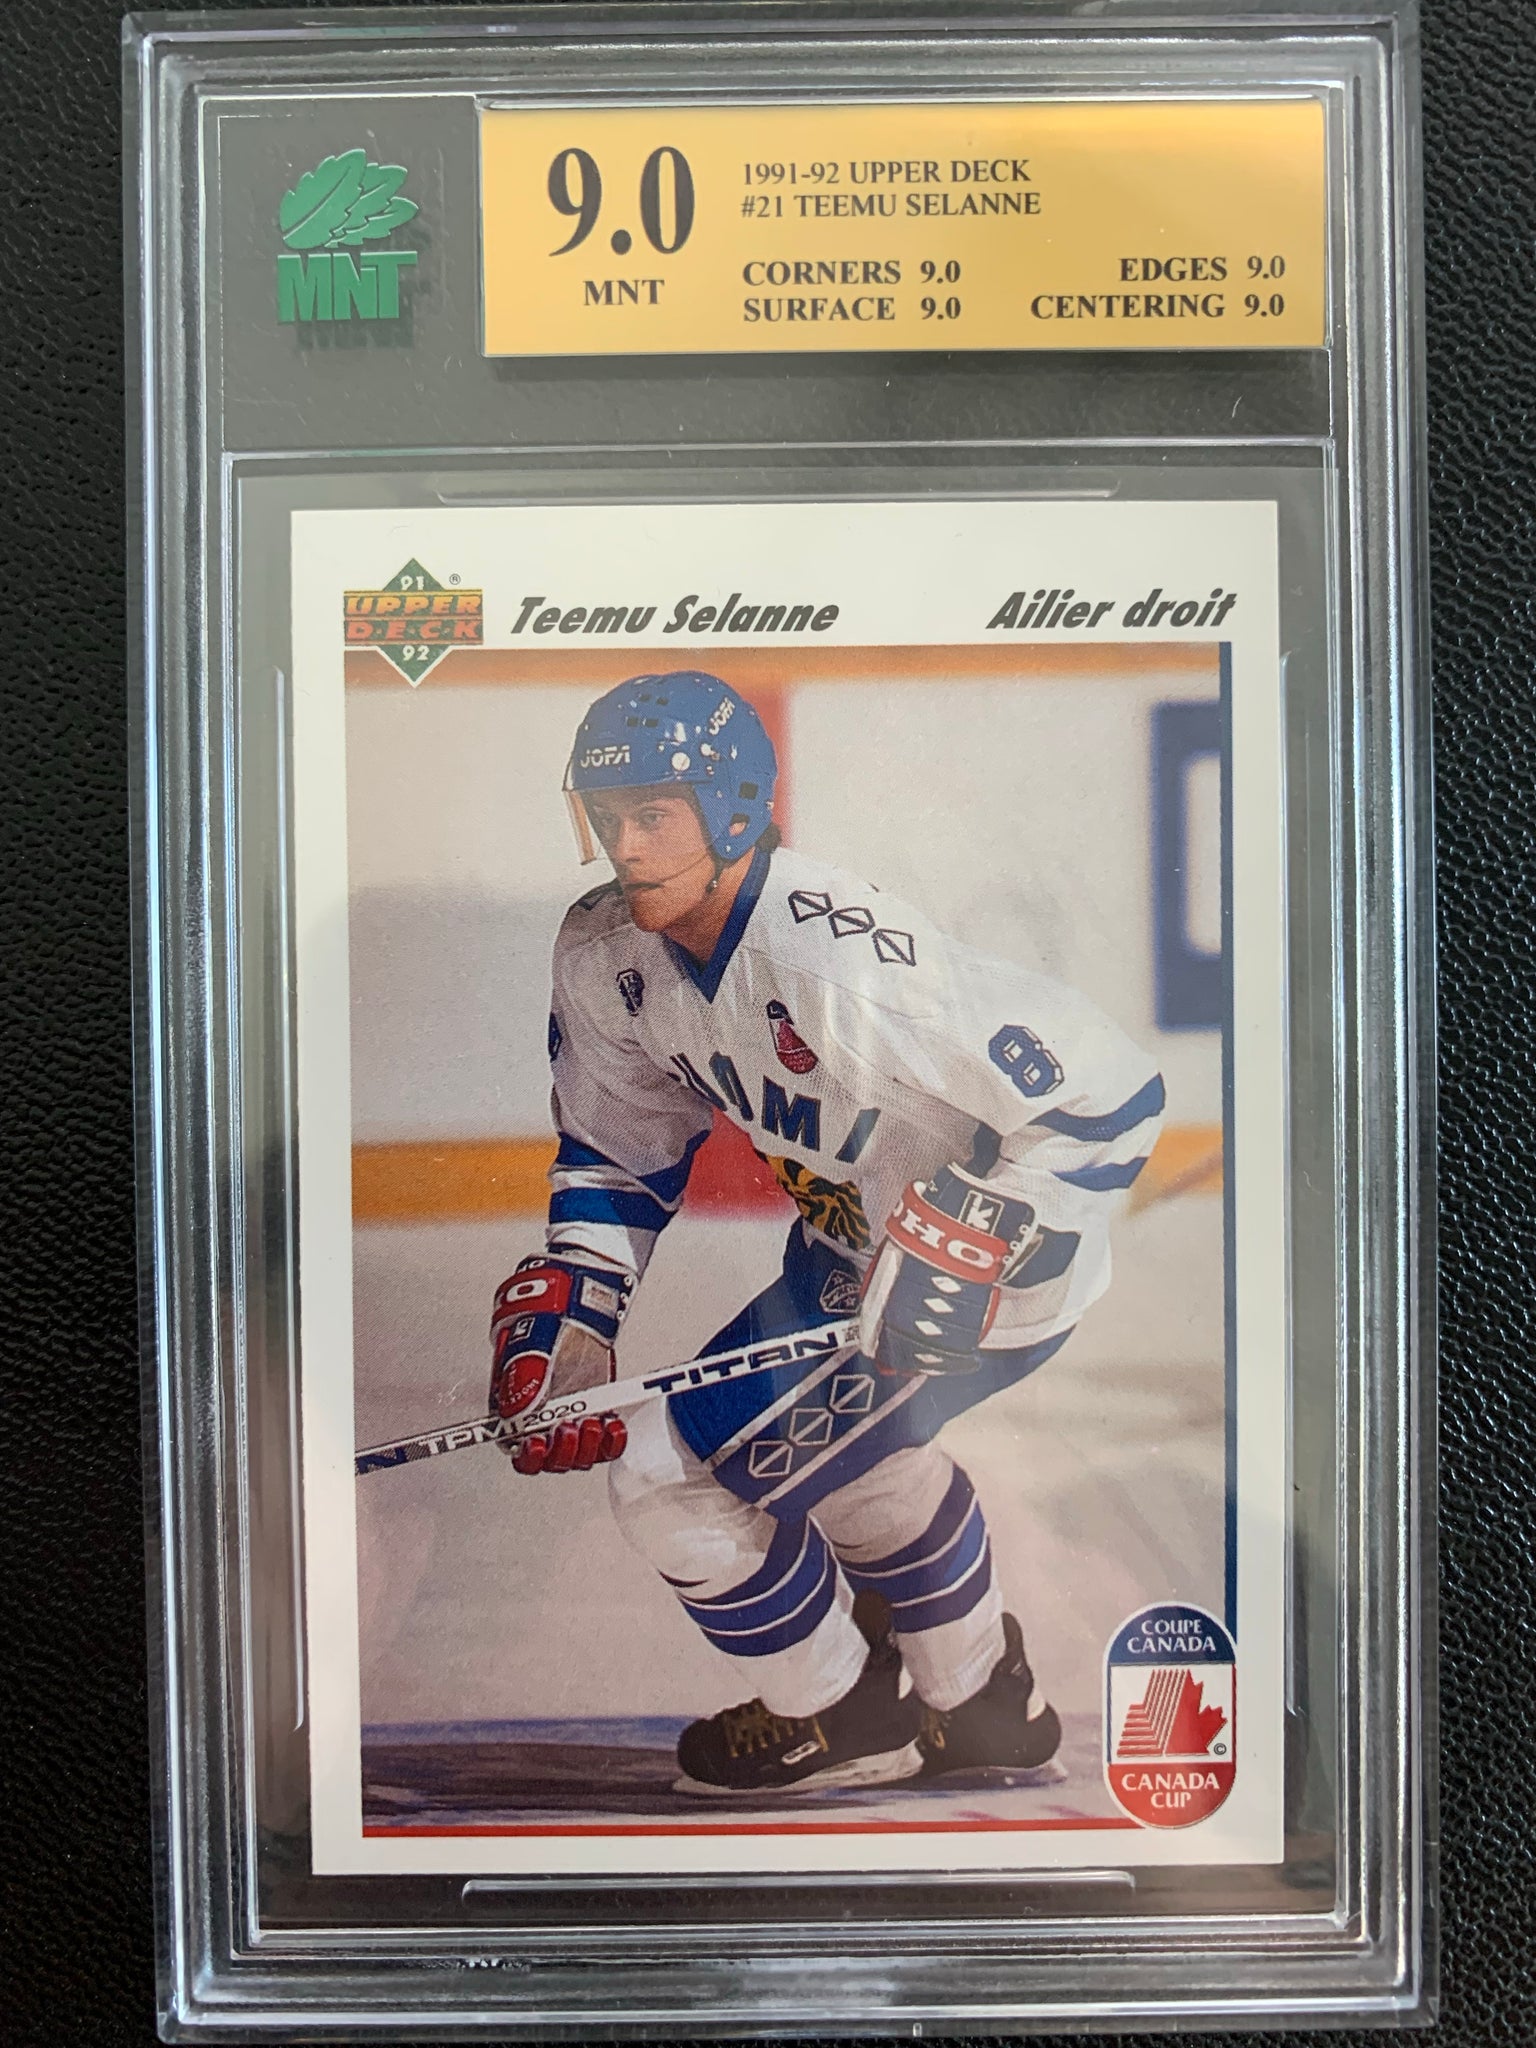 MNT
9.0
MNT
1991-92 UPPER DECK
#21 TEEMU SELANNE
CORNERS 9.0 EDGES 9.0
SURFACE 9.0 CENTERING 9.0
91 ®
UPPER
D·E·C·K
92
Teemu Selanne Ailier droit
JOFA
JOFA
8
TITAN
TPM 2020
COUPE
CANADA
©
CANADA
CUP